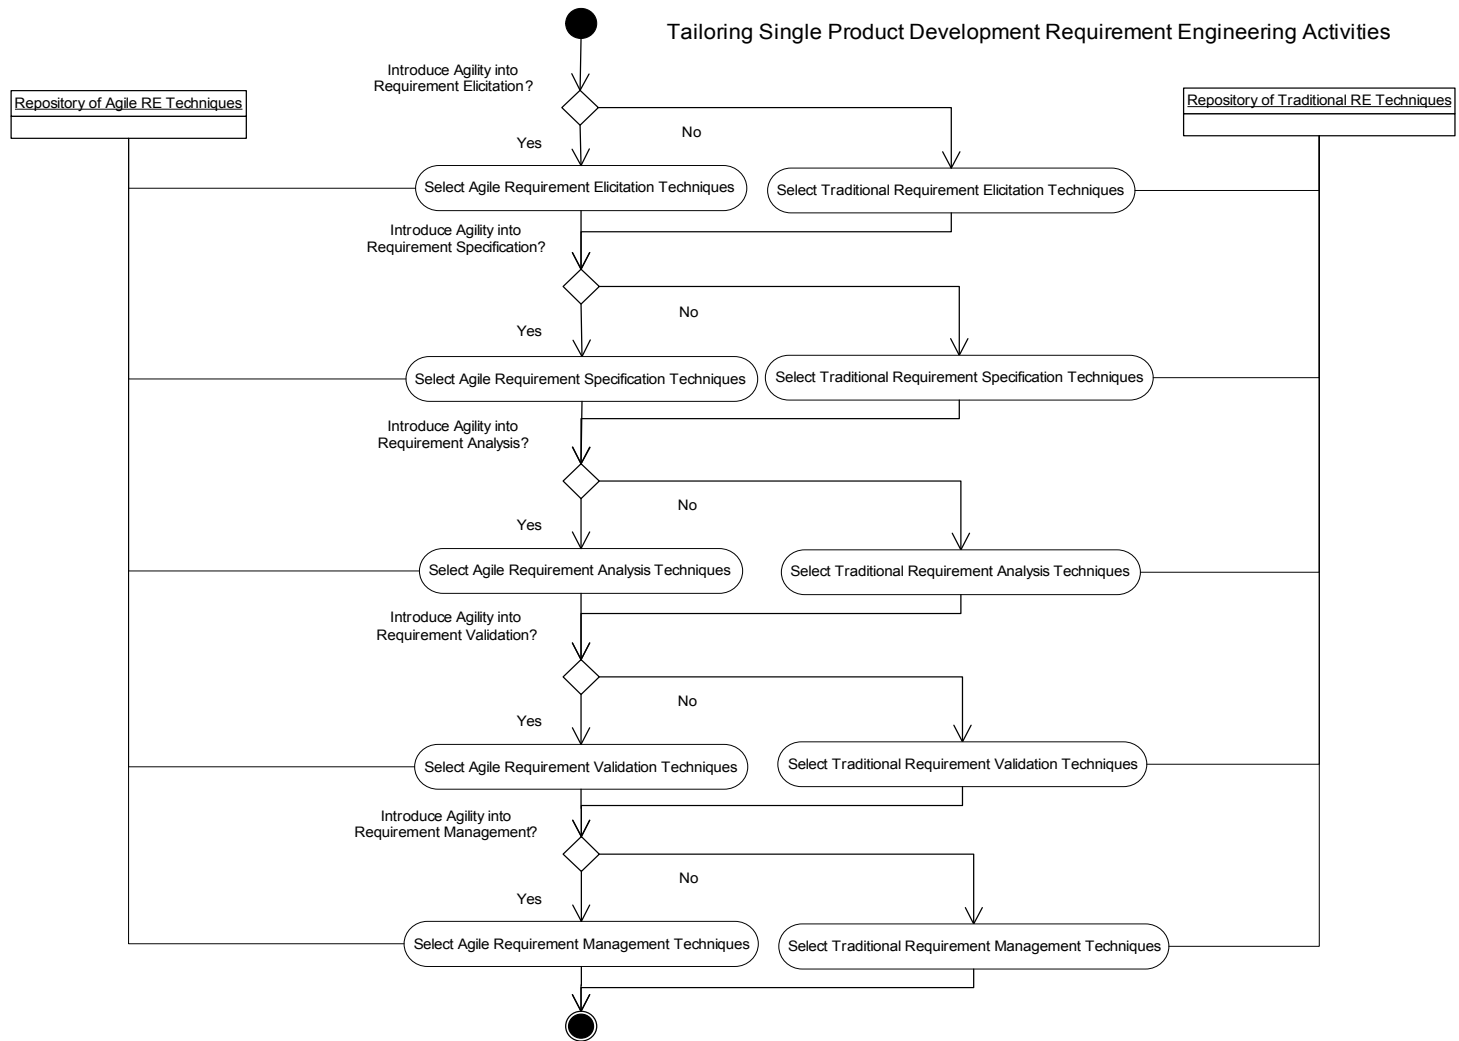 Tailoring Single Product Development Requirement Engineering Activities
Introduce Agility into
Requirement Elicitation?
Repository of Agile RE Techniques
Repository of Traditional RE Techniques
No
Yes
Select Agile Requirement Elicitation Techniques
Select Traditional Requirement Elicitation Techniques
Introduce Agility into
Requirement Specification?
No
Yes
Select Agile Requirement Specification Techniques
Select Traditional Requirement Specification Techniques
Introduce Agility into
Requirement Analysis?
No
Yes
Select Agile Requirement Analysis Techniques
Select Traditional Requirement Analysis Techniques
Introduce Agility into
Requirement Validation?
No
Yes
Select Agile Requirement Validation Techniques
Select Traditional Requirement Validation Techniques
Introduce Agility into
Requirement Management?
No
Yes
Select Agile Requirement Management Techniques
Select Traditional Requirement Management Techniques